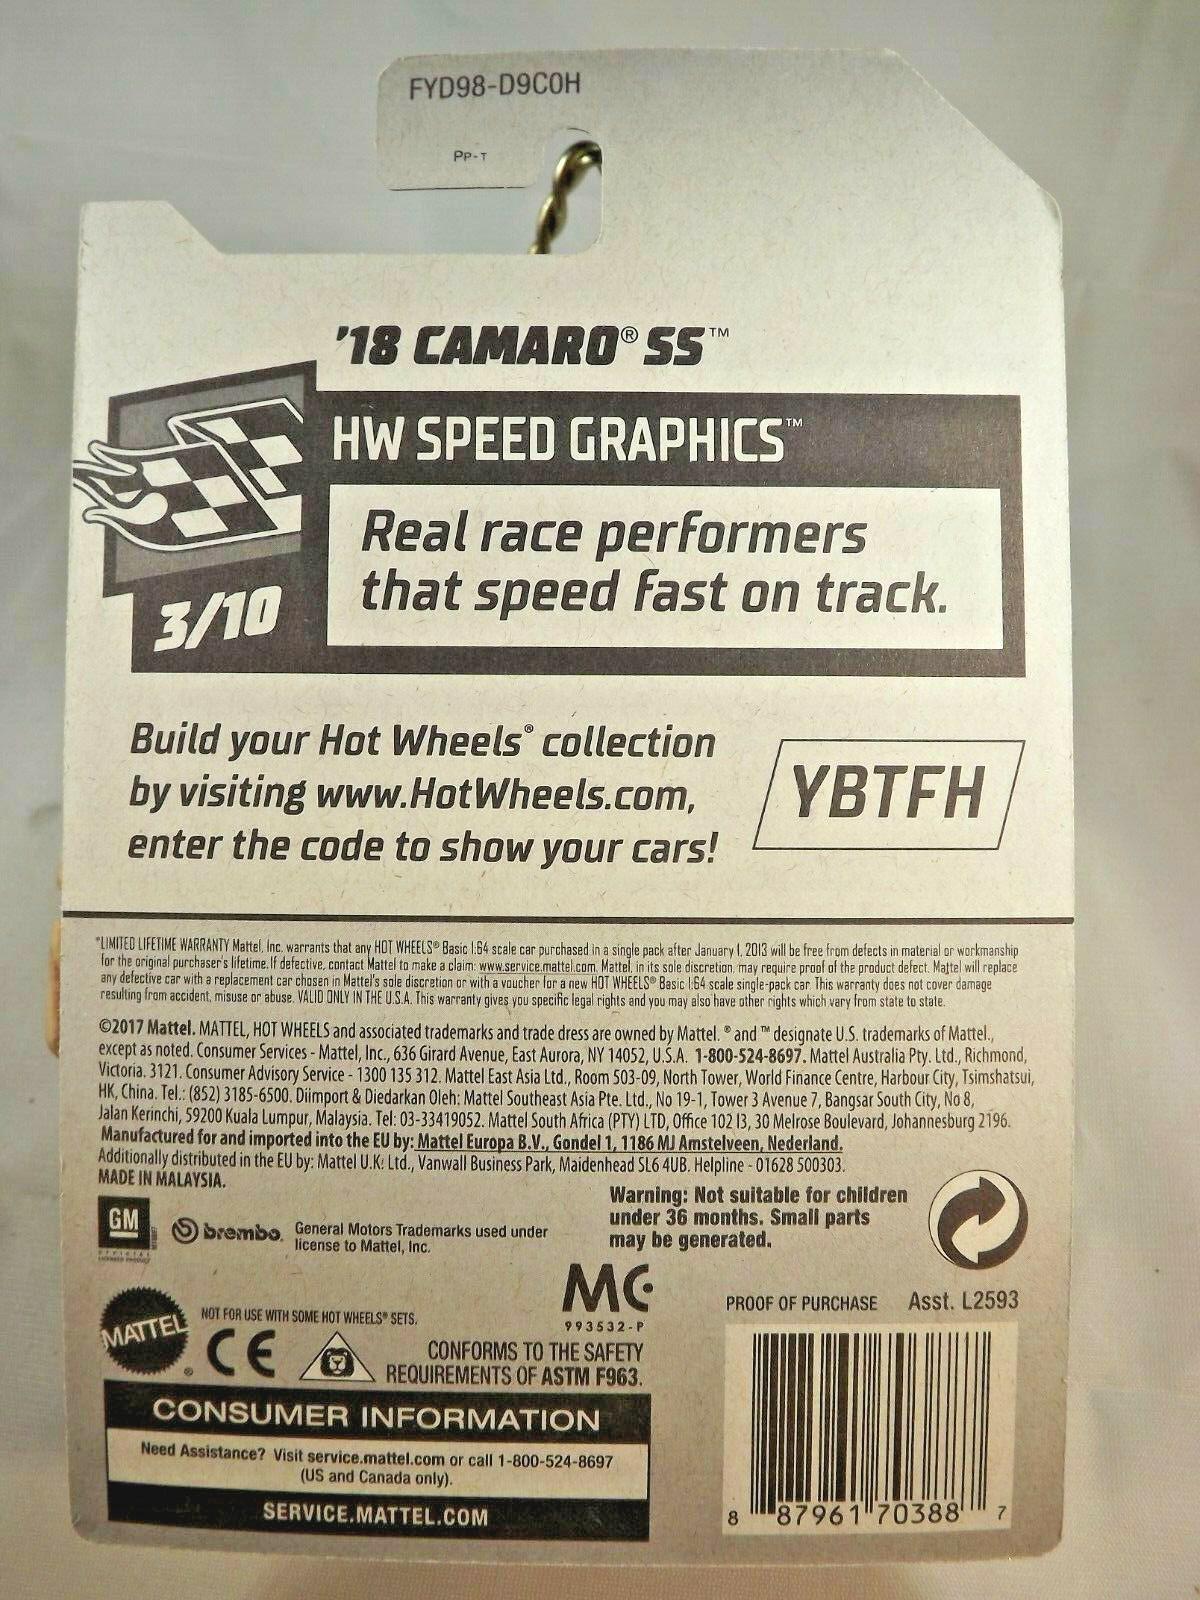 FYD98-D9C0H
PP-T
'18 CAMARO® SS™
HW SPEED GRAPHICS™
Real race performers
that speed fast on track.
3/10
Build your Hot Wheels® collection
by visiting www.HotWheels.com,
enter the code to show your cars!
YBTFH
*LIMITED LIFETIME WARRANTY Mattel, Inc. warrants that any HOT WHEELS® Basic 1:64 scale car purchased in a single pack after January 1, 2013 will be free from defects in material or workmanship
for the original purchaser's lifetime. If defective, contact Mattel to make a claim: www.service.mattel.com. Mattel, in its sole discretion, may require proof of the product defect. Mattel will replace
any defective car with a replacement car chosen in Mattel's sole discretion or with a voucher for a new HOT WHEELS® Basic 1:64 scale single-pack car. This warranty does not cover damage
resulting from accident, misuse or abuse. VALID ONLY IN THE U.S.A. This warranty gives you specific legal rights and you may also have other rights which vary from state to state.
©2017 Mattel. MATTEL, HOT WHEELS and associated trademarks and trade dress are owned by Mattel. ® and ™ designate U.S. trademarks of Mattel.,
except as noted. Consumer Services - Mattel, Inc., 636 Girard Avenue, East Aurora, NY 14052, U.S.A. 1-800-524-8697. Mattel Australia Pty. Ltd., Richmond,
Victoria. 3121. Consumer Advisory Service - 1300 135 312. Mattel East Asia Ltd., Room 503-09, North Tower, World Finance Centre, Harbour City, Tsimshatsui,
HK, China. Tel.: (852) 3185-6500. Diimport & Diedarkan Oleh: Mattel Southeast Asia Pte. Ltd., No 19-1, Tower 3 Avenue 7, Bangsar South City, No 8,
Jalan Kerinchi, 59200 Kuala Lumpur, Malaysia. Tel: 03-33419052. Mattel South Africa (PTY) LTD, Office 102 I3, 30 Melrose Boulevard, Johannesburg 2196.
Manufactured for and imported into the EU by: Mattel Europa B.V., Gondel 1, 1186 MJ Amstelveen, Nederland.
Additionally distributed in the EU by: Mattel U.K. Ltd., Vanwall Business Park, Maidenhead SL6 4UB. Helpline - 01628 500303.
MADE IN MALAYSIA.
GM
brembo.
General Motors Trademarks used under
license to Mattel, Inc.
Warning: Not suitable for children
under 36 months. Small parts
may be generated.
MC
993532-P
MATTEL®
NOT FOR USE WITH SOME HOT WHEELS® SETS.
CE
CONFORMS TO THE SAFETY
REQUIREMENTS OF ASTM F963.
PROOF OF PURCHASE Asst. L2593
CONSUMER INFORMATION
Need Assistance? Visit service.mattel.com or call 1-800-524-8697
(US and Canada only).
SERVICE.MATTEL.COM
8 87961 70388 7